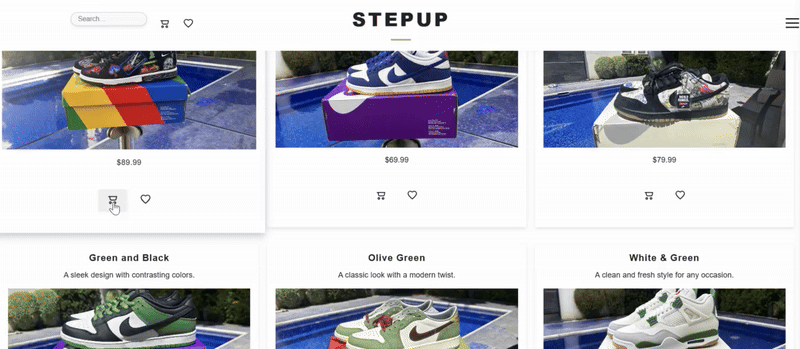 Search...
STEPUP
$89.99
$69.99
$79.99
Green and Black
Olive Green
White & Green
A sleek design with contrasting colors.
A classic look with a modern twist.
A clean and fresh style for any occasion.